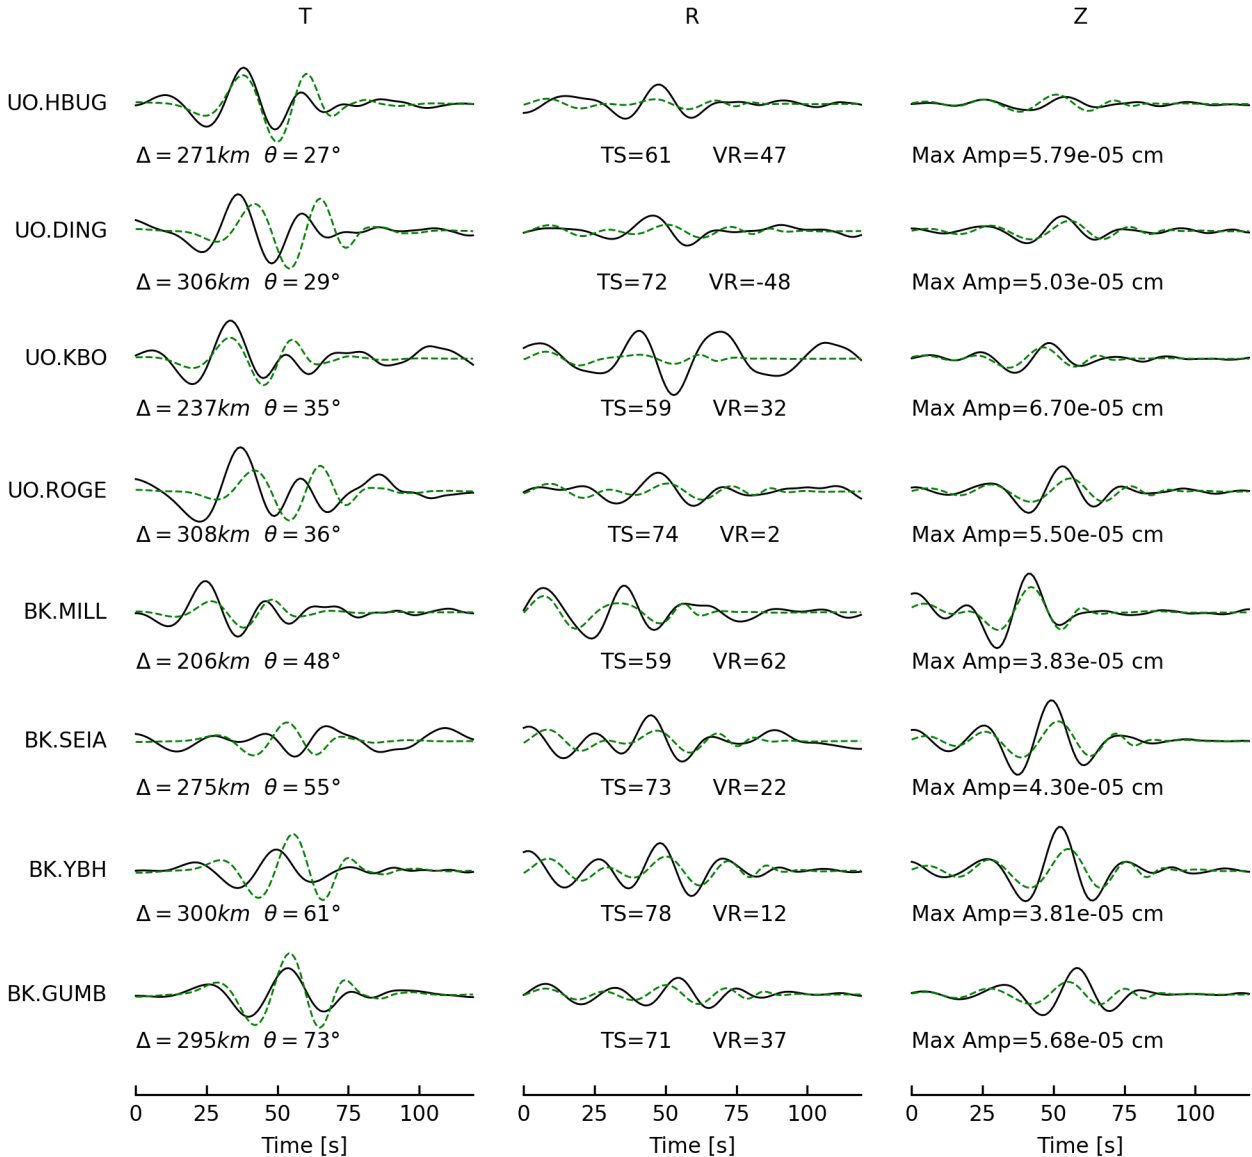 T R Z
UO.HBUG
Δ = 271km θ = 27° TS=61 VR=47 Max Amp=5.79e-05 cm
UO.DING
Δ = 306km θ = 29° TS=72 VR=-48 Max Amp=5.03e-05 cm
UO.KBO
Δ = 237km θ = 35° TS=59 VR=32 Max Amp=6.70e-05 cm
UO.ROGE
Δ = 308km θ = 36° TS=74 VR=2 Max Amp=5.50e-05 cm
BK.MILL
Δ = 206km θ = 48° TS=59 VR=62 Max Amp=3.83e-05 cm
BK.SEIA
Δ = 275km θ = 55° TS=73 VR=22 Max Amp=4.30e-05 cm
BK.YBH
Δ = 300km θ = 61° TS=78 VR=12 Max Amp=3.81e-05 cm
BK.GUMB
Δ = 295km θ = 73° TS=71 VR=37 Max Amp=5.68e-05 cm
0 25 50 75 100 0 25 50 75 100 0 25 50 75 100
Time [s] Time [s] Time [s]